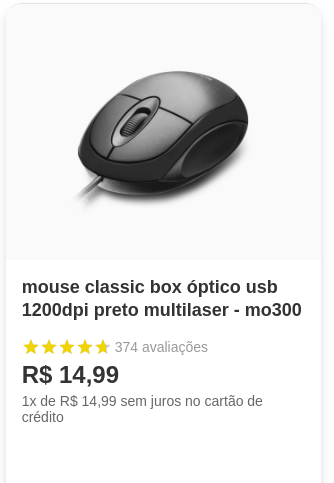 mouse classic box óptico usb
1200dpi preto multilaser - mo300
374 avaliações
R$ 14,99
1x de R$ 14,99 sem juros no cartão de
crédito